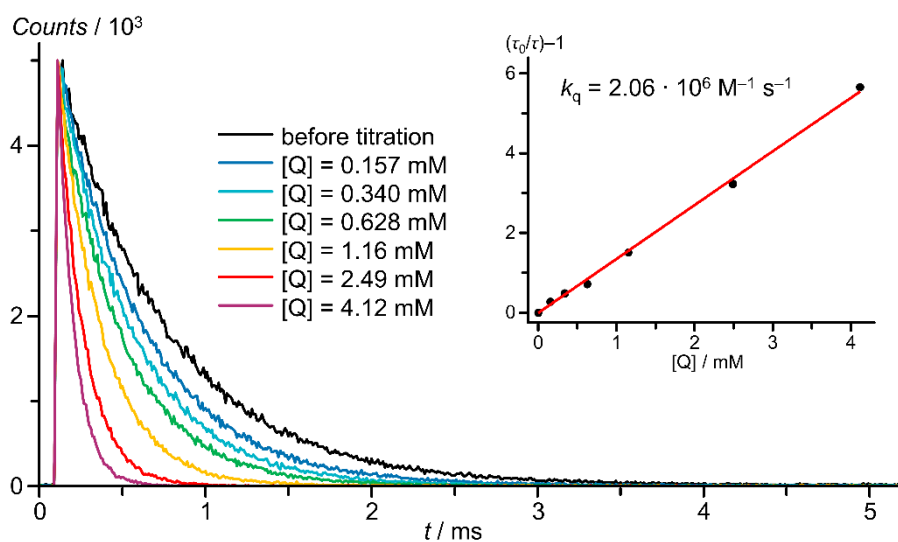 Counts / 10³
4
2
0
0
1
2
3
4
5
t / ms
before titration
[Q] = 0.157 mM
[Q] = 0.340 mM
[Q] = 0.628 mM
[Q] = 1.16 mM
[Q] = 2.49 mM
[Q] = 4.12 mM
(τ₀/τ)–1
6
4
2
0
k_q = 2.06 · 10⁶ M⁻¹ s⁻¹
0
1
2
3
4
[Q] / mM